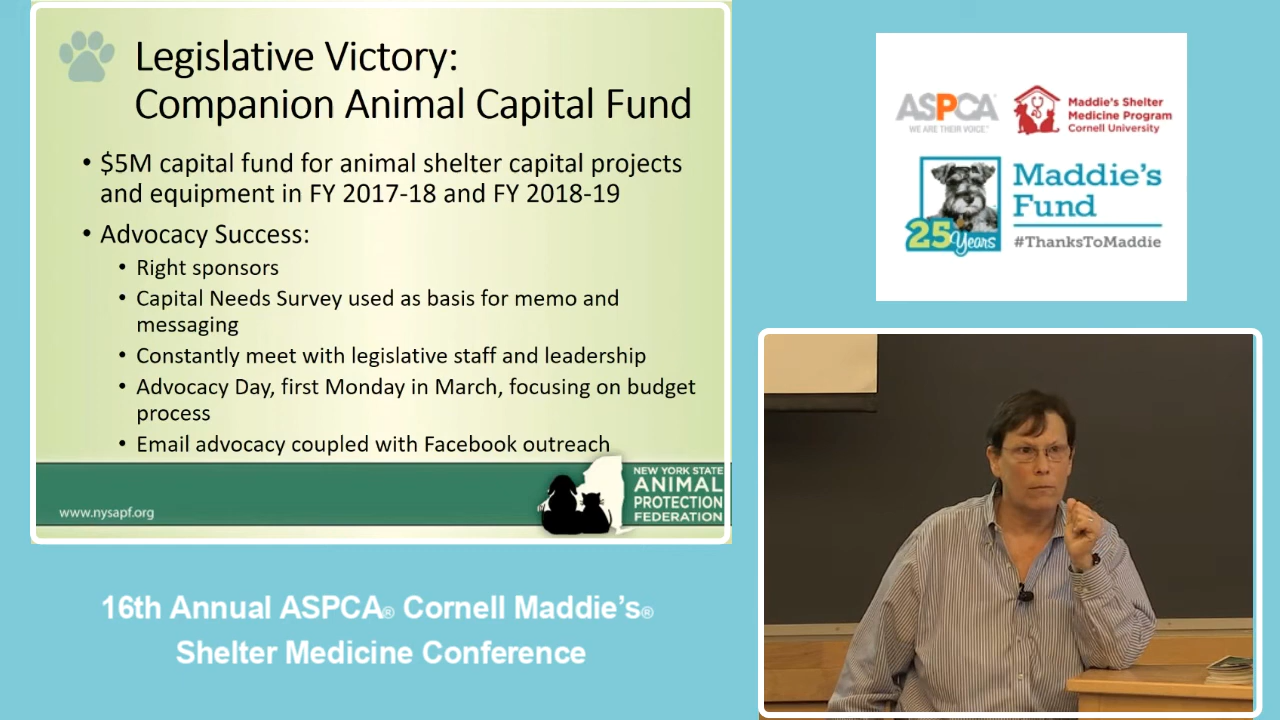 Legislative Victory:
Companion Animal Capital Fund
• $5M capital fund for animal shelter capital projects
and equipment in FY 2017-18 and FY 2018-19
• Advocacy Success:
• Right sponsors
• Capital Needs Survey used as basis for memo and
messaging
• Constantly meet with legislative staff and leadership
• Advocacy Day, first Monday in March, focusing on budget
process
• Email advocacy coupled with Facebook outreach
www.nysapf.org
NEW YORK STATE
ANIMAL
PROTECTION
FEDERATION
ASPCA
WE ARE THEIR VOICE™
Maddie's Shelter
Medicine Program
Cornell University
Maddie's
Fund
25 Years
#ThanksToMaddie
16th Annual ASPCA® Cornell Maddie’s®
Shelter Medicine Conference